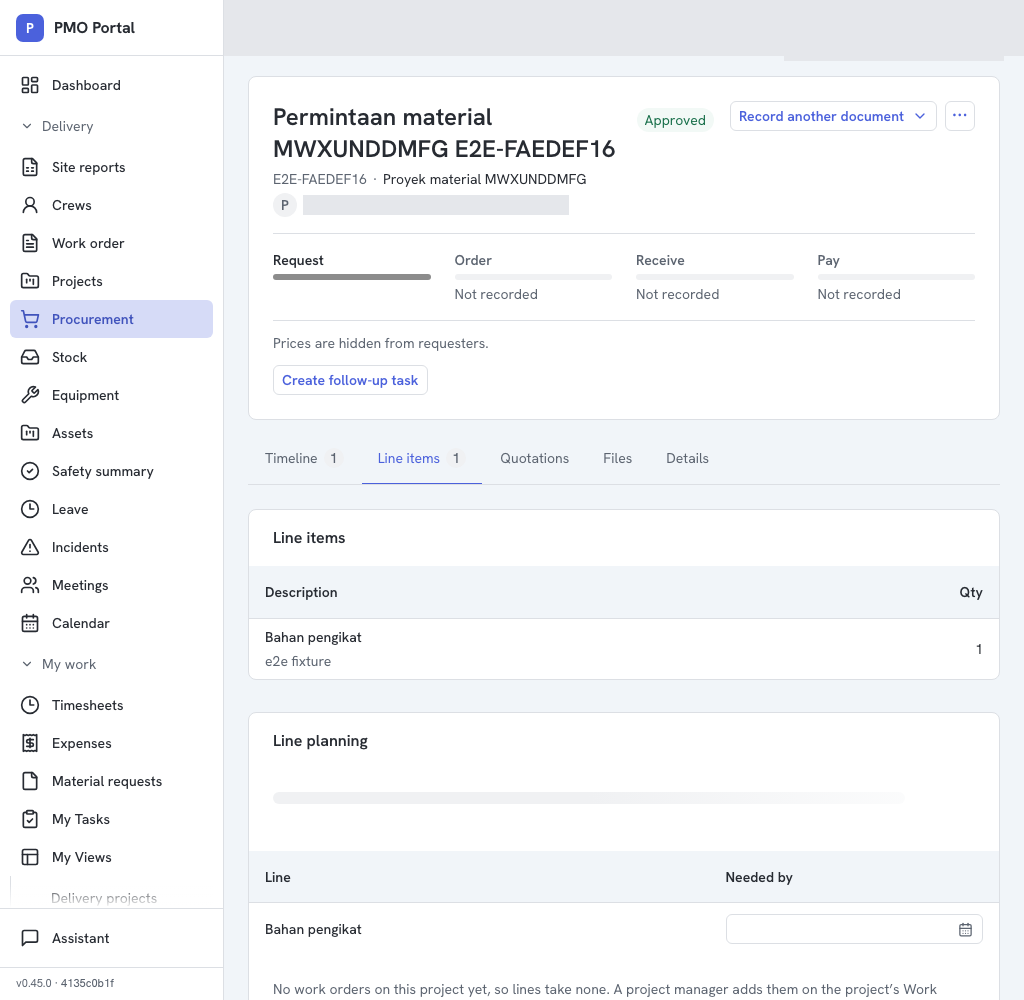 P PMO Portal
Dashboard
Delivery
Site reports
Crews
Work order
Projects
Procurement
Stock
Equipment
Assets
Safety summary
Leave
Incidents
Meetings
Calendar
My work
Timesheets
Expenses
Material requests
My Tasks
My Views
Delivery projects
Assistant
v0.45.0 · 4135c0b1f
Permintaan material
MWXUNDDMFG E2E-FAEDEF16
Approved
Record another document
E2E-FAEDEF16 · Proyek material MWXUNDDMFG
P
Request Order Receive Pay
Not recorded Not recorded Not recorded
Prices are hidden from requesters.
Create follow-up task
Timeline 1 Line items 1 Quotations Files Details
Line items
Description Qty
Bahan pengikat
e2e fixture
1
Line planning
Line Needed by
Bahan pengikat
No work orders on this project yet, so lines take none. A project manager adds them on the project’s Work